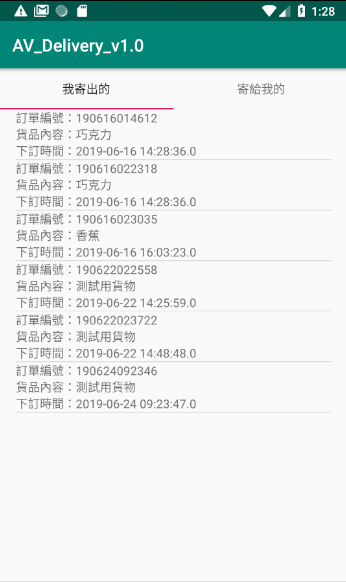 1:28
AV_Delivery_v1.0
我寄出的 寄給我的
訂單編號：190616014612
貨品內容：巧克力
下訂時間：2019-06-16 14:28:36.0
訂單編號：190616022318
貨品內容：巧克力
下訂時間：2019-06-16 14:28:36.0
訂單編號：190616023035
貨品內容：香蕉
下訂時間：2019-06-16 16:03:23.0
訂單編號：190622022558
貨品內容：測試用貨物
下訂時間：2019-06-22 14:25:59.0
訂單編號：190622023722
貨品內容：測試用貨物
下訂時間：2019-06-22 14:48:48.0
訂單編號：190624092346
貨品內容：測試用貨物
下訂時間：2019-06-24 09:23:47.0